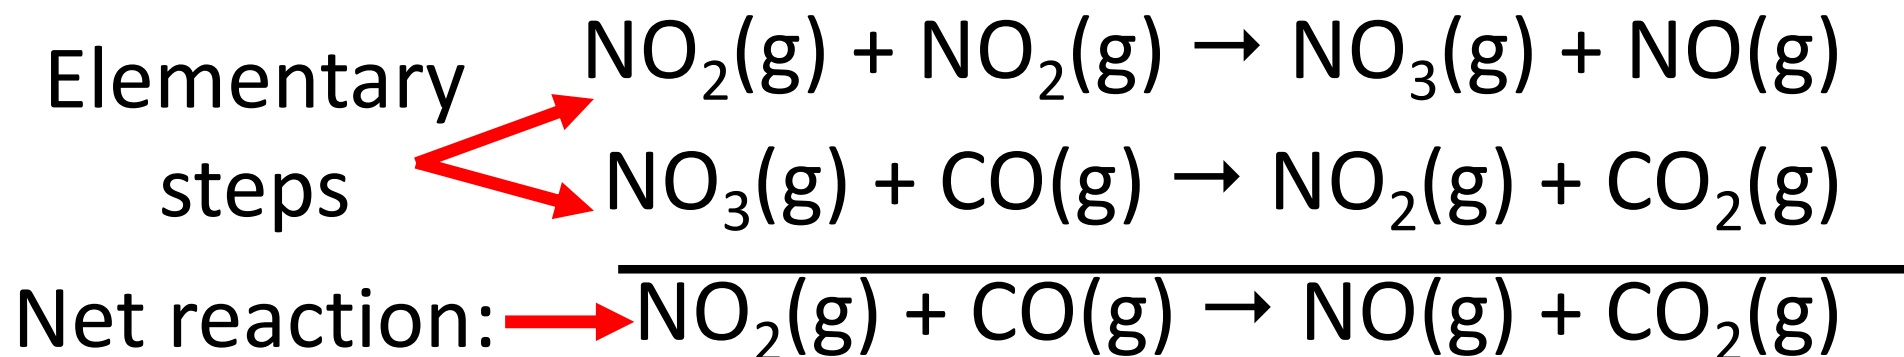 Elementary steps
NO₂(g) + NO₂(g) → NO₃(g) + NO(g)
NO₃(g) + CO(g) → NO₂(g) + CO₂(g)
Net reaction: NO₂(g) + CO(g) → NO(g) + CO₂(g)